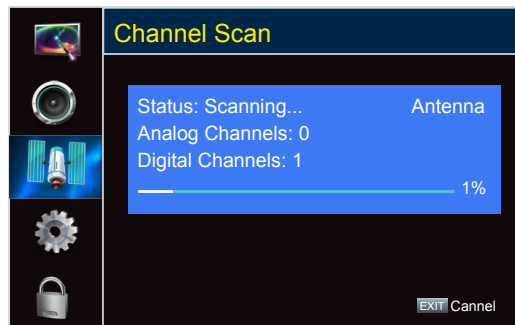 Channel Scan
Status: Scanning... Antenna
Analog Channels: 0
Digital Channels: 1
1%
EXIT Cannel